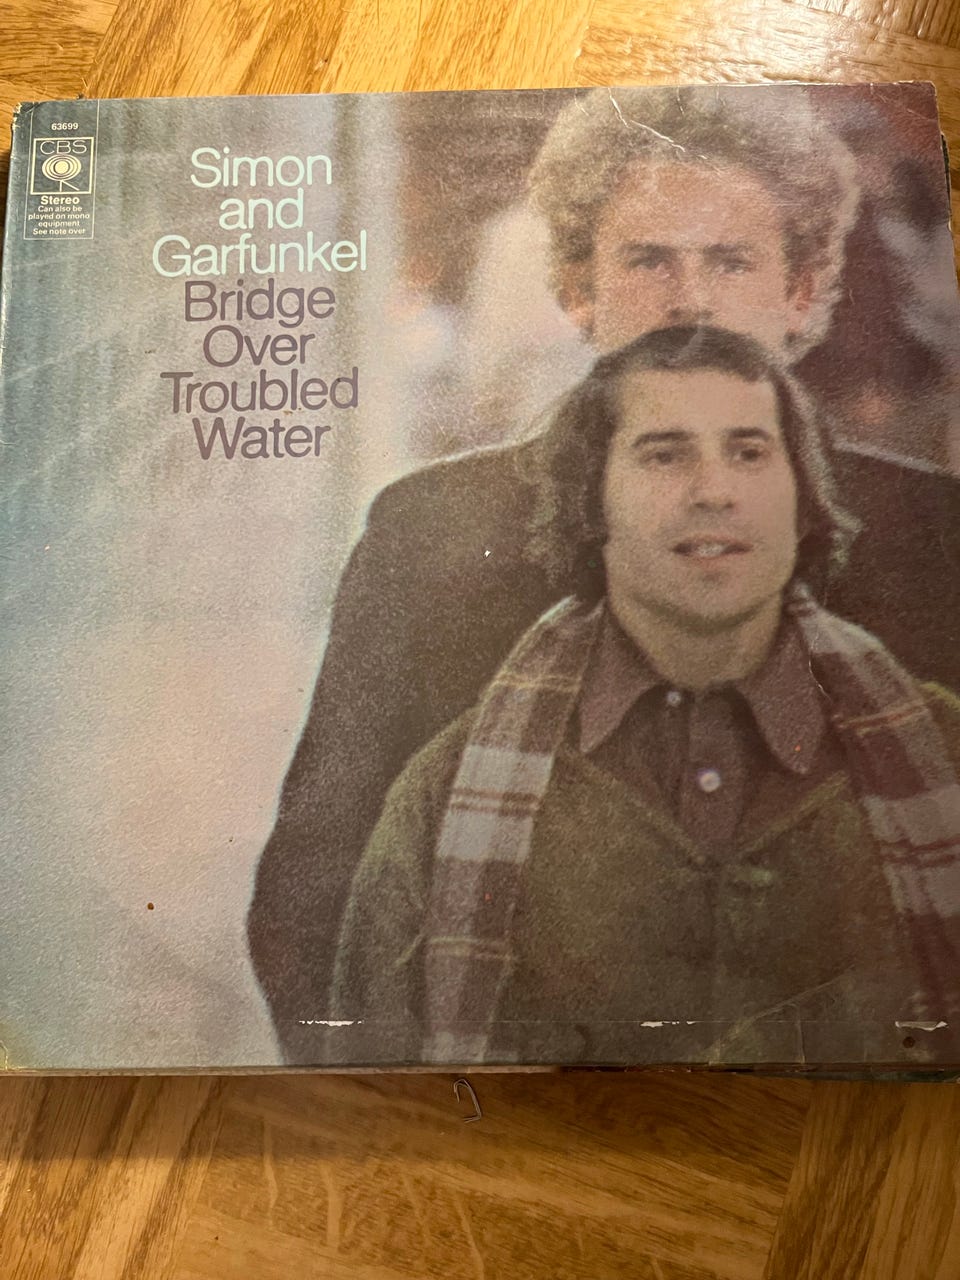 63699
CBS
Stereo
Can also be
played on mono
equipment
See note over
Simon
and
Garfunkel
Bridge
Over
Troubled
Water